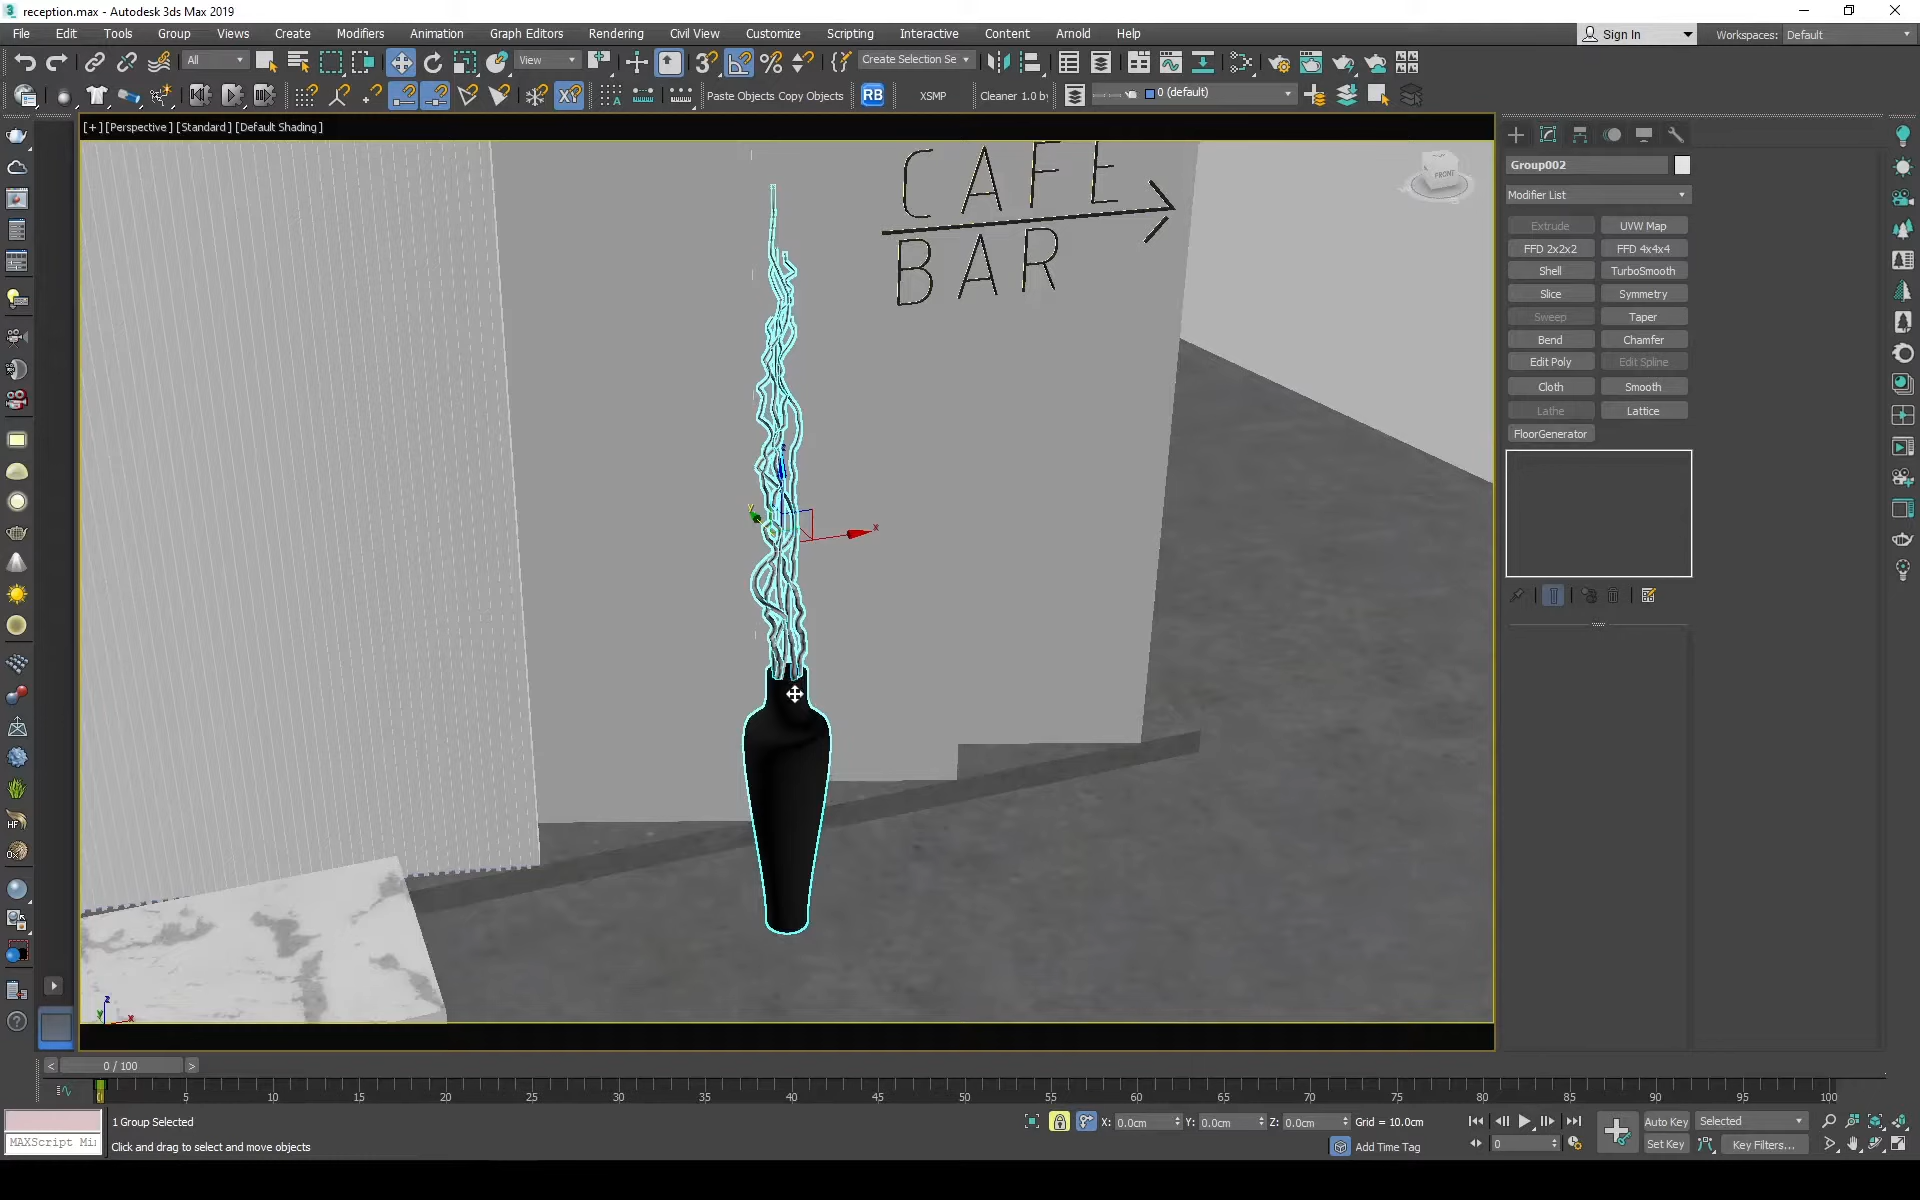 reception.max - Autodesk 3ds Max 2019
File Edit Tools Group Views Create Modifiers Animation Graph Editors Rendering Civil View Customize Scripting Interactive Content Arnold Help
Sign In
Workspaces: Default
All
View
Create Selection Se
Paste Objects Copy Objects
RB
XSMP
Cleaner 1.0 by
0 (default)
[+] [Perspective] [Standard] [Default Shading]
CAFE
BAR
FRONT
x
y
z
x
Group002
Modifier List
Extrude UVW Map
FFD 2x2x2 FFD 4x4x4
Shell TurboSmooth
Slice Symmetry
Sweep Taper
Bend Chamfer
Edit Poly Edit Spline
Cloth Smooth
Lathe Lattice
FloorGenerator
< 0 / 100 >
0 5 10 15 20 25 30 35 40 45 50 55 60 65 70 75 80 85 90 95 100
1 Group Selected
X: 0.0cm Y: 0.0cm Z: 0.0cm Grid = 10.0cm
Auto Key Selected
MAXScript Mi
Click and drag to select and move objects
Add Time Tag
0
Set Key Key Filters...